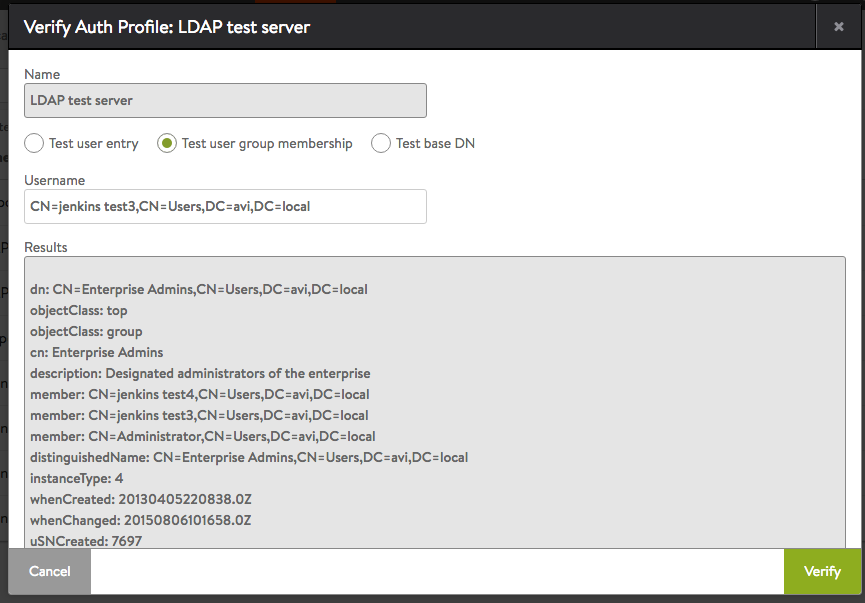 Verify Auth Profile: LDAP test server
×
Name
LDAP test server
Test user entry Test user group membership Test base DN
Username
CN=jenkins test3,CN=Users,DC=avi,DC=local
Results
dn: CN=Enterprise Admins,CN=Users,DC=avi,DC=local
objectClass: top
objectClass: group
cn: Enterprise Admins
description: Designated administrators of the enterprise
member: CN=jenkins test4,CN=Users,DC=avi,DC=local
member: CN=jenkins test3,CN=Users,DC=avi,DC=local
member: CN=Administrator,CN=Users,DC=avi,DC=local
distinguishedName: CN=Enterprise Admins,CN=Users,DC=avi,DC=local
instanceType: 4
whenCreated: 20130405220838.0Z
whenChanged: 20150806101658.0Z
uSNCreated: 7697
Cancel Verify